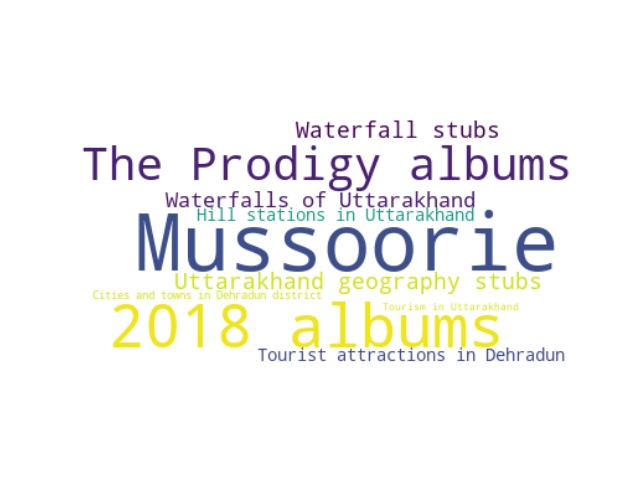 Waterfall stubs
The Prodigy albums
Waterfalls of Uttarakhand
Hill stations in Uttarakhand
Mussoorie
Uttarakhand geography stubs
Cities and towns in Dehradun district
Tourism in Uttarakhand
2018 albums
Tourist attractions in Dehradun